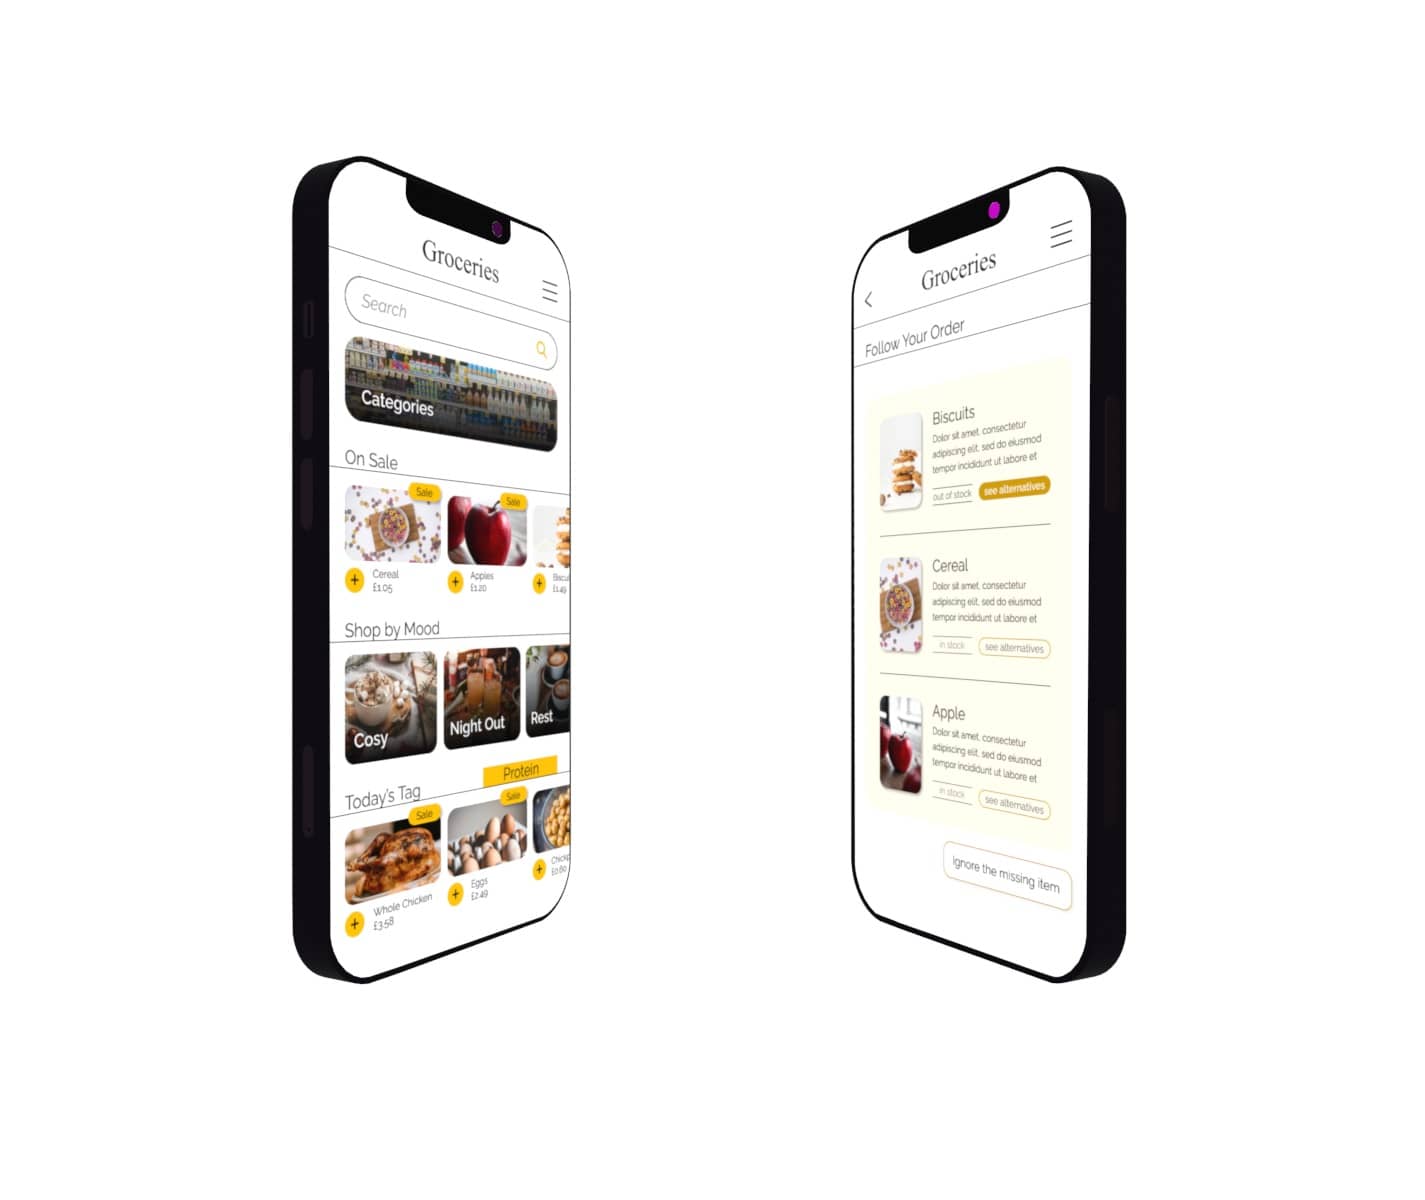 Groceries
Search
Categories
On Sale
Sale
Sale
Cereal
£1.05
Apples
£1.20
£1.49
Shop by Mood
Cosy
Night Out
Rest
Protein
Today's Tag
Sale
Sale
Whole Chicken
£3.58
Eggs
£2.49
£0.60
Groceries
Follow Your Order
Biscuits
Dolor sit amet, consectetur
adipiscing elit, sed do eiusmod
tempor incididunt ut labore et
out of stock
see alternatives
Cereal
Dolor sit amet, consectetur
adipiscing elit, sed do eiusmod
tempor incididunt ut labore et
in stock
see alternatives
Apple
Dolor sit amet, consectetur
adipiscing elit, sed do eiusmod
tempor incididunt ut labore et
in stock
see alternatives
Ignore the missing item